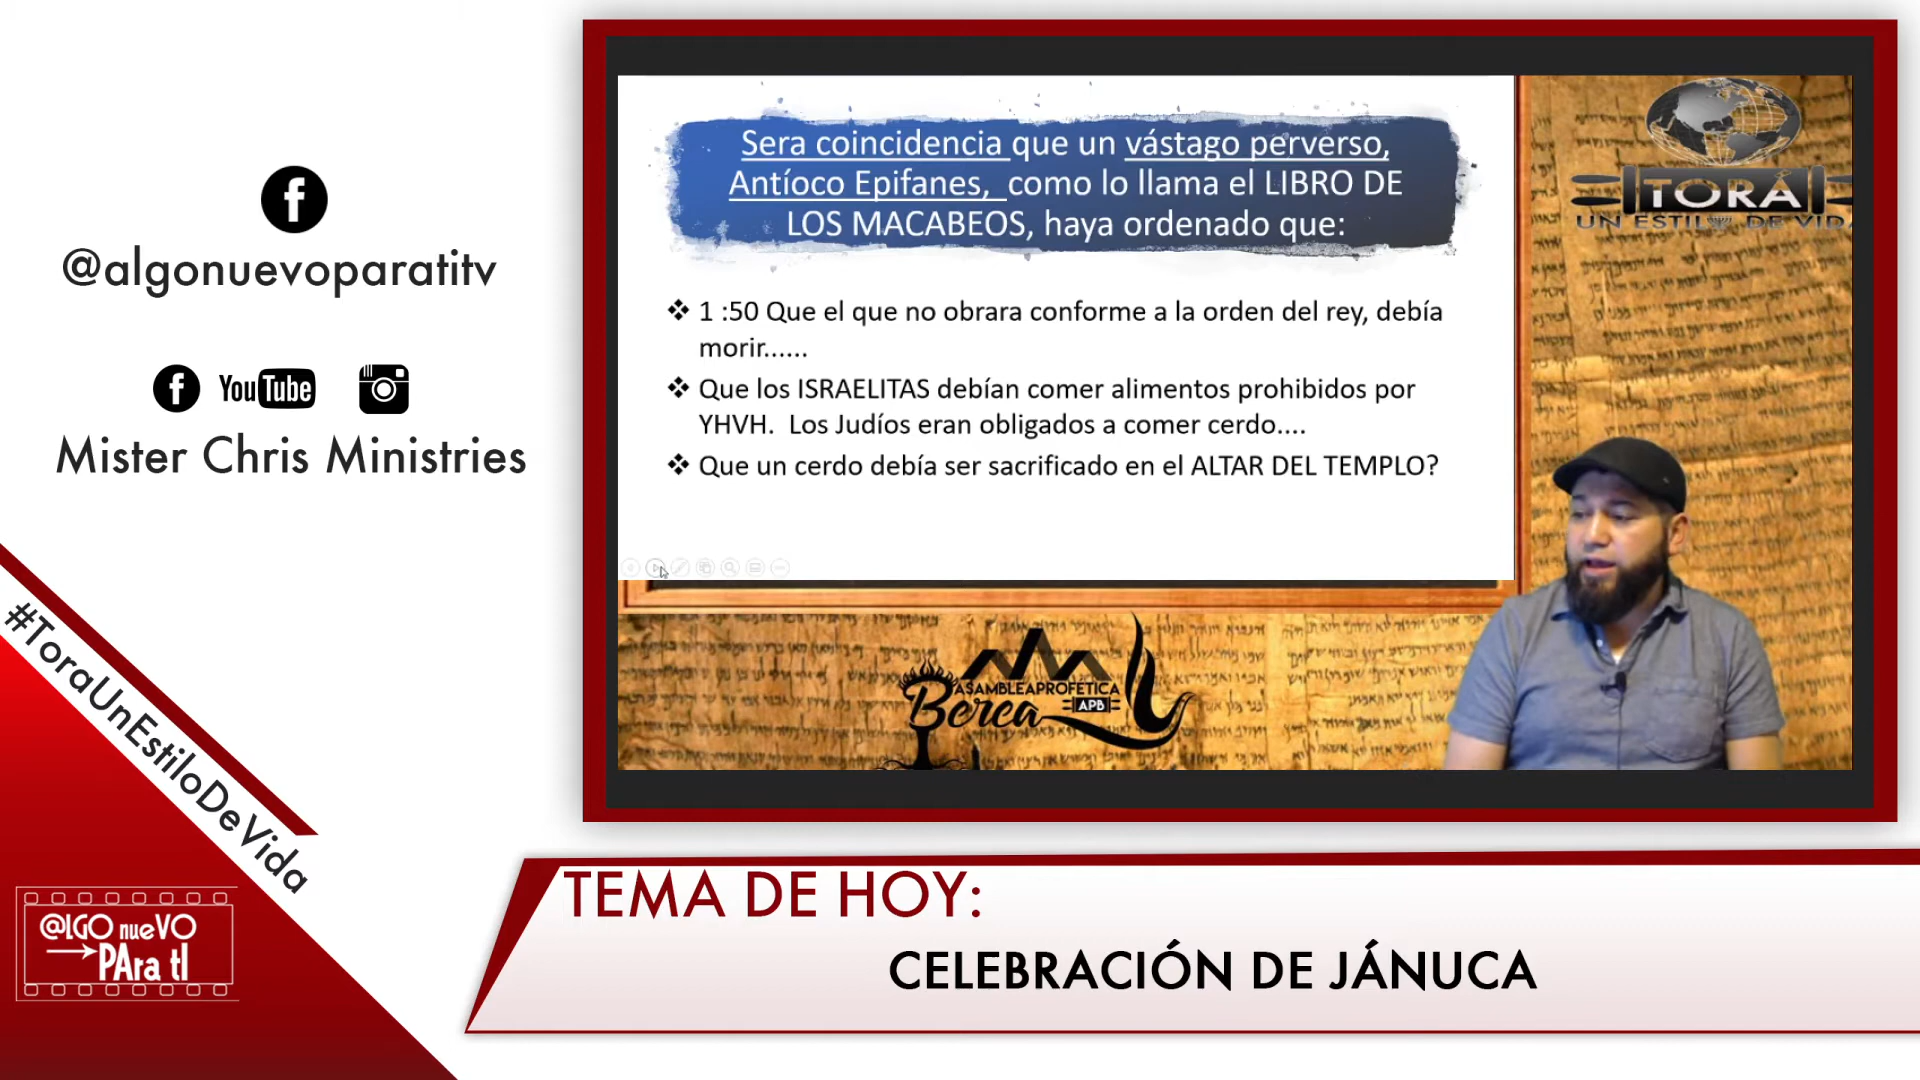 @algonuevoparatitv
YouTube
Mister Chris Ministries
#ToraUnEstiloDeVida
@LGO nueVO
PAra tI
Sera coincidencia que un vástago perverso,
Antíoco Epifanes, como lo llama el LIBRO DE
LOS MACABEOS, haya ordenado que:
❖ 1 :50 Que el que no obrara conforme a la orden del rey, debía
morir......
❖ Que los ISRAELITAS debían comer alimentos prohibidos por
YHVH. Los Judíos eran obligados a comer cerdo....
❖ Que un cerdo debía ser sacrificado en el ALTAR DEL TEMPLO?
TORÁ
UN ESTILO DE VIDA
ASAMBLEAPROFÉTICA
APB
Berea
TEMA DE HOY:
CELEBRACIÓN DE JÁNUCA